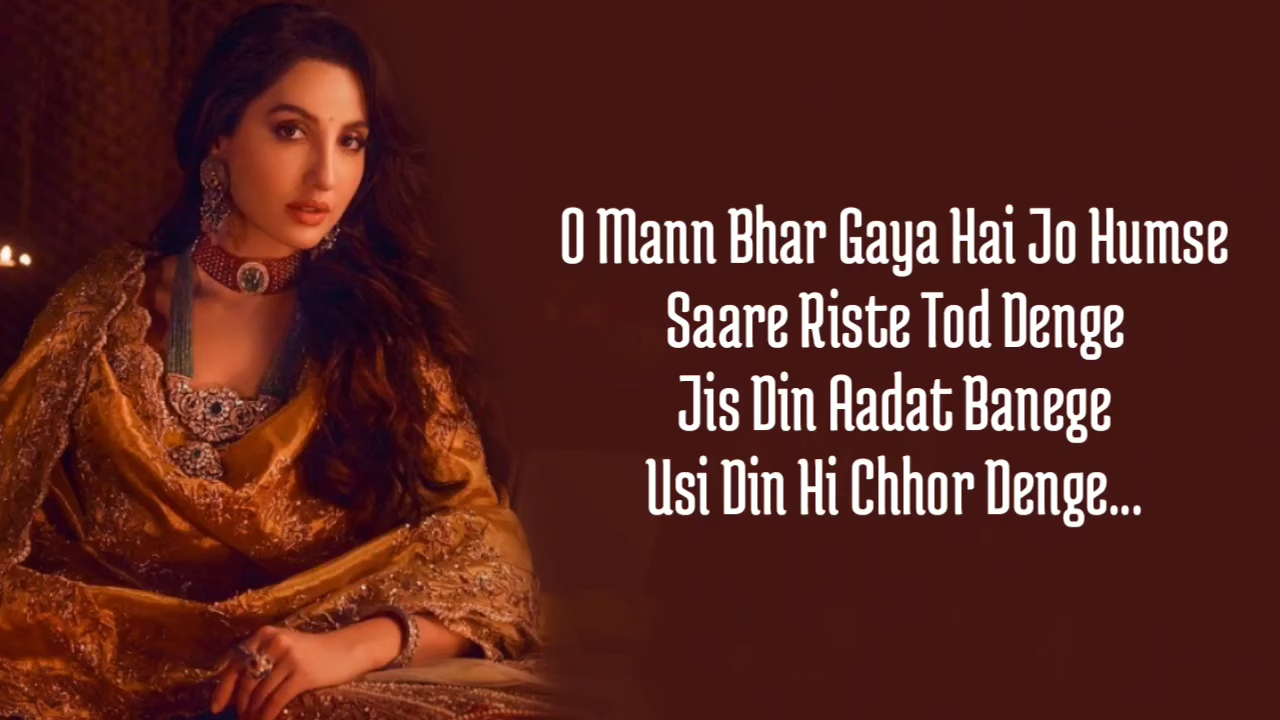 O Mann Bhar Gaya Hai Jo Humse
Saare Riste Tod Denge
Jis Din Aadat Banege
Usi Din Hi Chhor Denge...